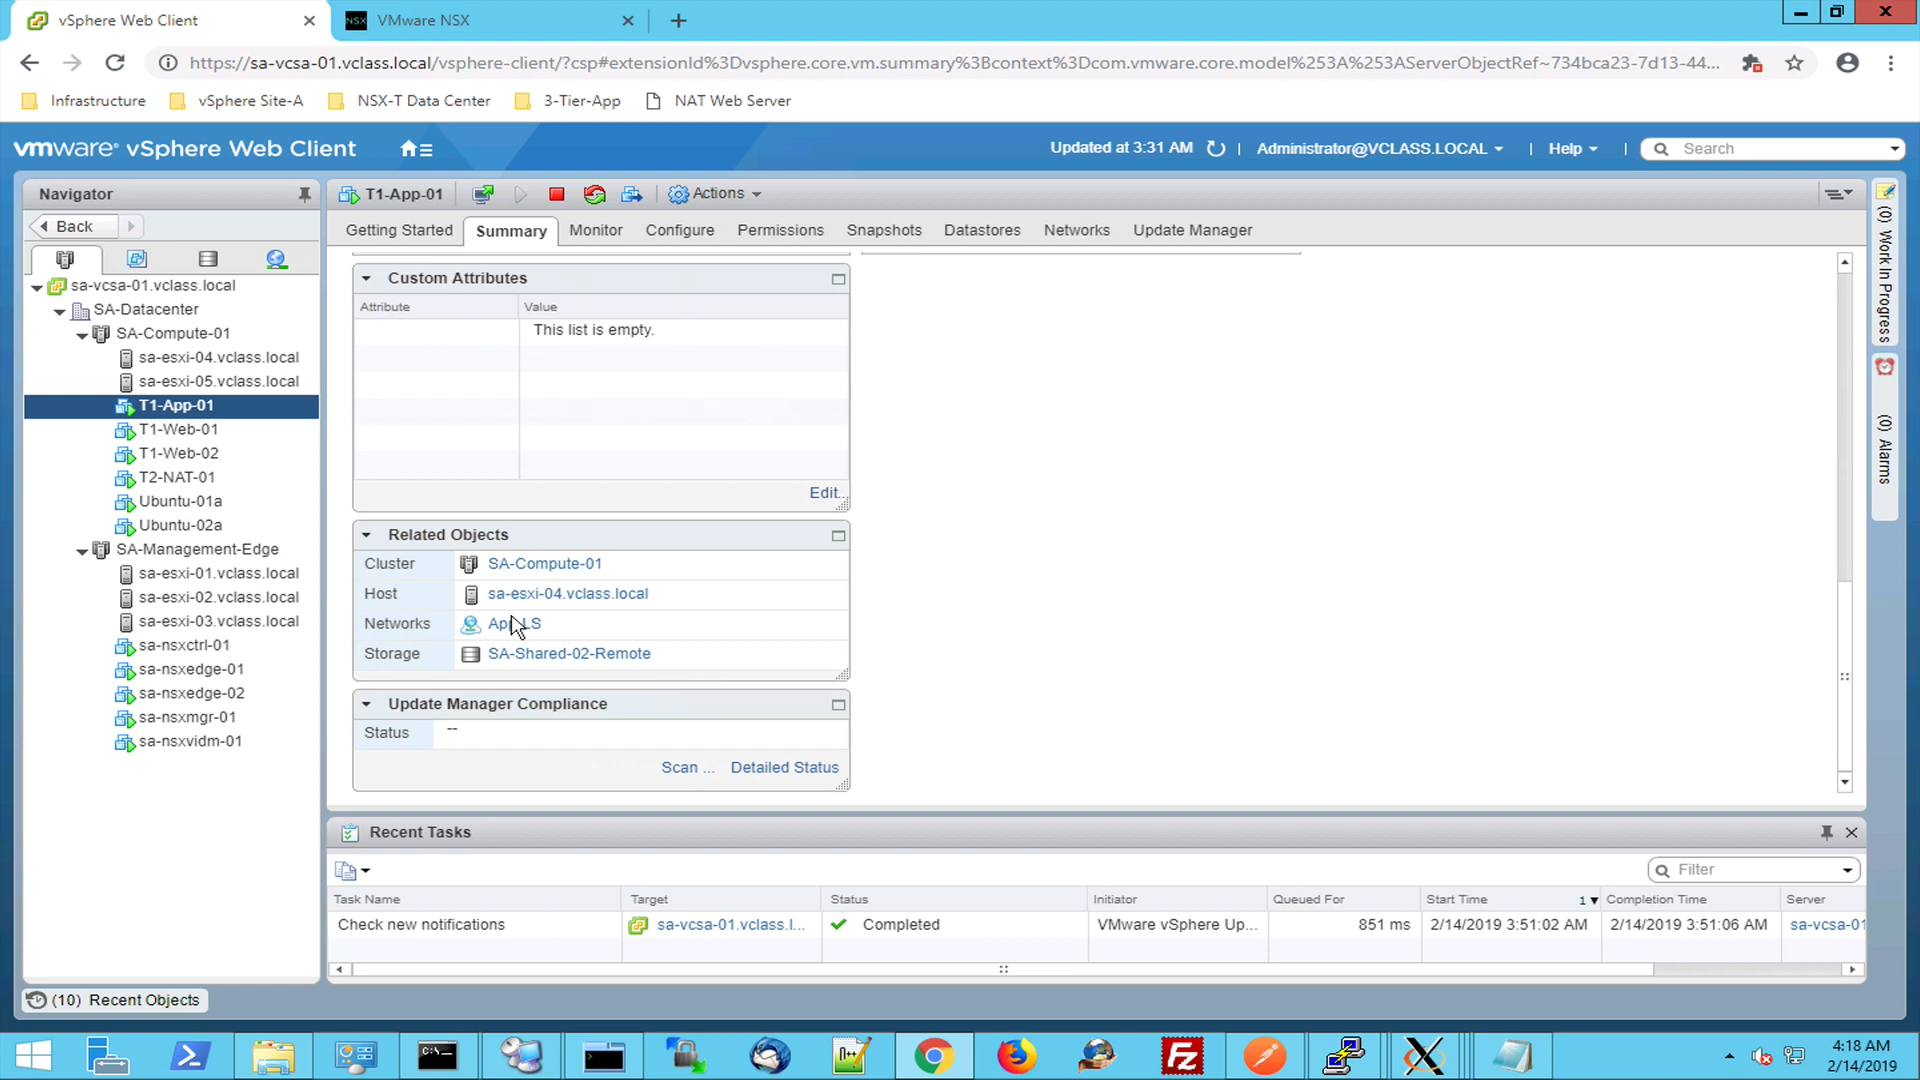 vSphere Web Client
VMware NSX
https://sa-vcsa-01.vclass.local/vsphere-client/?csp#extensionId%3Dvsphere.core.vm.summary%3Bcontext%3Dcom.vmware.core.model%253A%253AServerObjectRef~734bca23-7d13-44...
Infrastructure
vSphere Site-A
NSX-T Data Center
3-Tier-App
NAT Web Server
vmware® vSphere Web Client
Updated at 3:31 AM
Administrator@VCLASS.LOCAL
Help
Search
Navigator
Back
sa-vcsa-01.vclass.local
SA-Datacenter
SA-Compute-01
sa-esxi-04.vclass.local
sa-esxi-05.vclass.local
T1-App-01
T1-Web-01
T1-Web-02
T2-NAT-01
Ubuntu-01a
Ubuntu-02a
SA-Management-Edge
sa-esxi-01.vclass.local
sa-esxi-02.vclass.local
sa-esxi-03.vclass.local
sa-nsxctrl-01
sa-nsxedge-01
sa-nsxedge-02
sa-nsxmgr-01
sa-nsxvidm-01
(10) Recent Objects
T1-App-01
Actions
Getting Started
Summary
Monitor
Configure
Permissions
Snapshots
Datastores
Networks
Update Manager
Custom Attributes
Attribute
Value
This list is empty.
Edit...
Related Objects
Cluster
SA-Compute-01
Host
sa-esxi-04.vclass.local
Networks
Storage
SA-Shared-02-Remote
Update Manager Compliance
Status
--
Scan ...
Detailed Status
(0) Work In Progress
(0) Alarms
Recent Tasks
Filter
Task Name
Target
Status
Initiator
Queued For
Start Time
1
Completion Time
Server
Check new notifications
sa-vcsa-01.vclass.l...
Completed
VMware vSphere Up...
851 ms
2/14/2019 3:51:02 AM
2/14/2019 3:51:06 AM
sa-vcsa-01
4:18 AM
2/14/2019